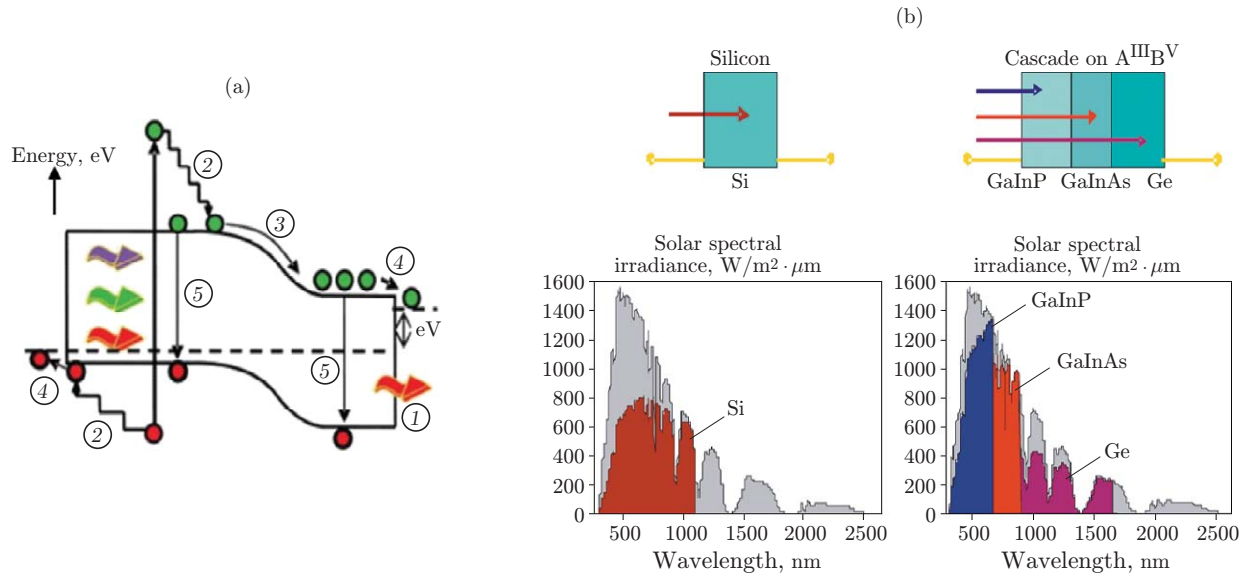 (a)
Energy, eV
2
3
4
5
eV
5
4
2
1
(b)
Silicon
Si
Cascade on AᴵᴵᴵBⱽ
GaInP GaInAs Ge
Solar spectral
irradiance, W/m2 · μm
1600
1400
1200
1000
800
600
400
200
0
Si
500 1000 1500 2000 2500
Wavelength, nm
Solar spectral
irradiance, W/m2 · μm
1600
1400
1200
1000
800
600
400
200
0
GaInP
GaInAs
Ge
500 1000 1500 2000 2500
Wavelength, nm